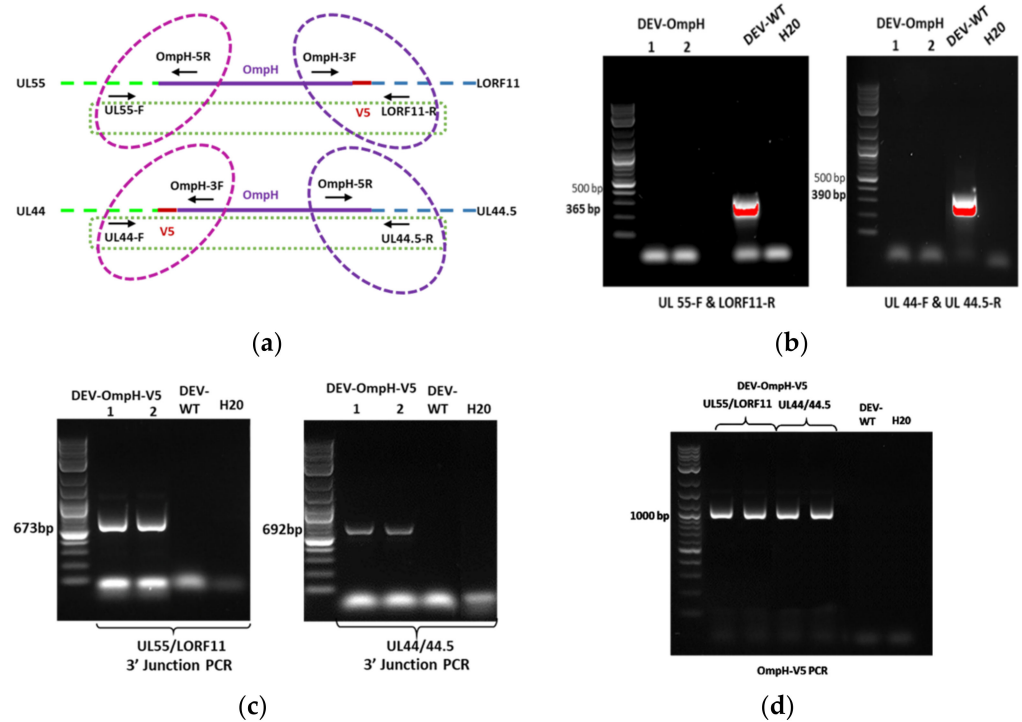 OmpH-5R
OmpH
OmpH-3F
UL55
LORF11
UL55-F
V5
LORF11-R
OmpH-3F
OmpH
OmpH-5R
UL44
UL44.5
UL44-F
V5
UL44.5-R
(a)
DEV-OmpH
DEV-WT
H20
1 2
500 bp
365 bp
UL 55-F & LORF11-R
DEV-OmpH
DEV-WT
H20
1 2
500 bp
390 bp
UL 44-F & UL 44.5-R
(b)
DEV-OmpH-V5
DEV-
WT
H20
1 2
673bp
UL55/LORF11
3’ Junction PCR
DEV-OmpH-V5
DEV-
WT
H20
1 2
692bp
UL44/44.5
3’ Junction PCR
(c)
DEV-OmpH-V5
UL55/LORF11 UL44/44.5
DEV-
WT
H20
1000 bp
OmpH-V5 PCR
(d)